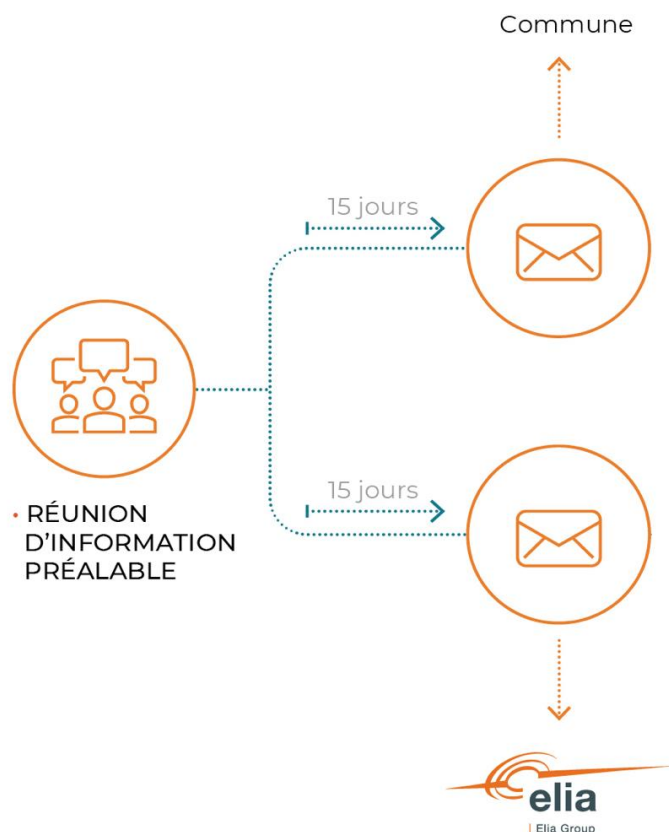 Commune
15 jours
15 jours
• RÉUNION
D'INFORMATION
PRÉALABLE
elia
| Elia Group